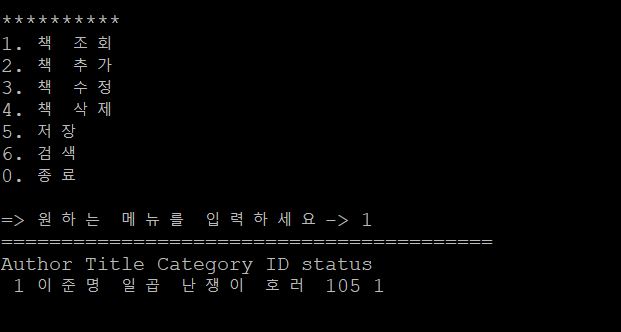 **********
1. 책 조회
2. 책 추가
3. 책 수정
4. 책 삭제
5. 저장
6. 검색
0. 종료
=> 원하는 메뉴를 입력하세요-> 1
=========================================
Author Title Category ID status
1 이준명 일곱 난쟁이 호러 105 1